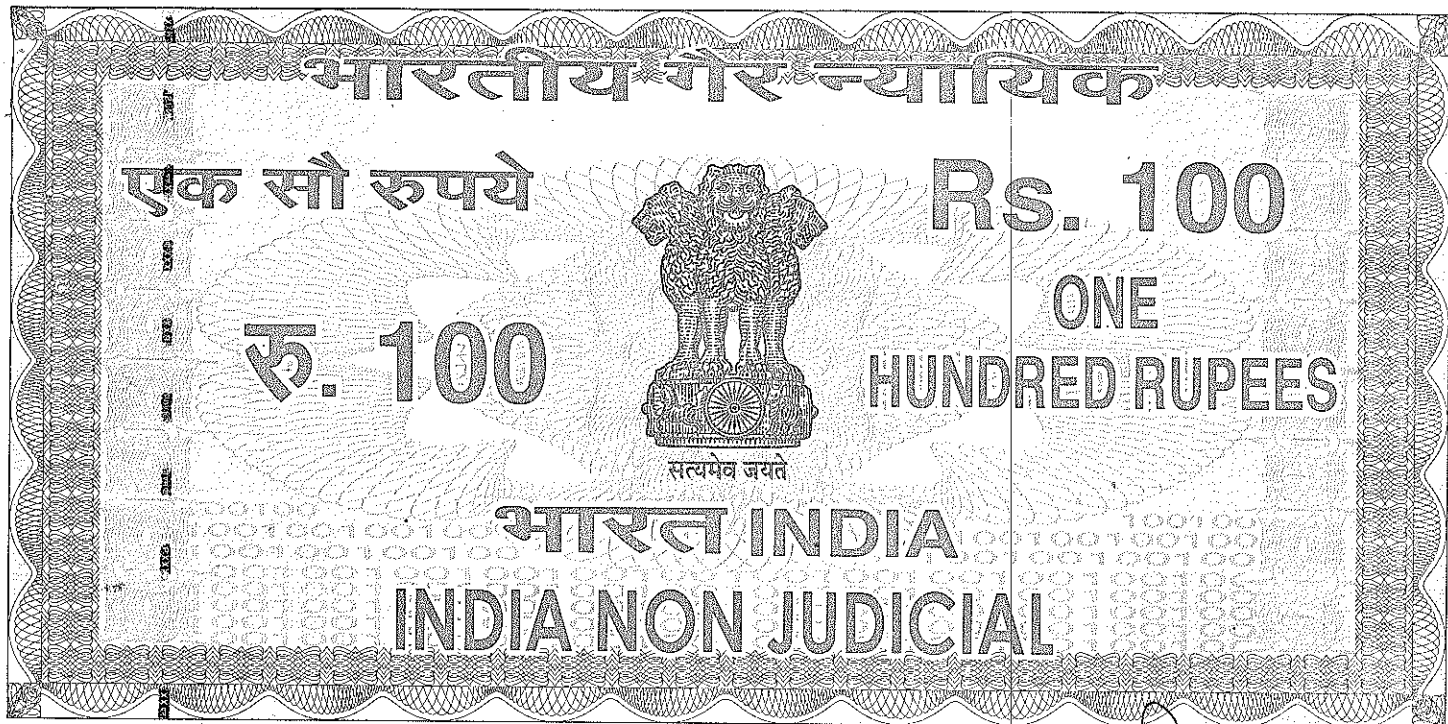 भारतीय गैर न्यायिक
एक सौ रुपये
Rs. 100
रु. 100
ONE
HUNDRED RUPEES
सत्यमेव जयते
भारत INDIA
INDIA NON JUDICIAL